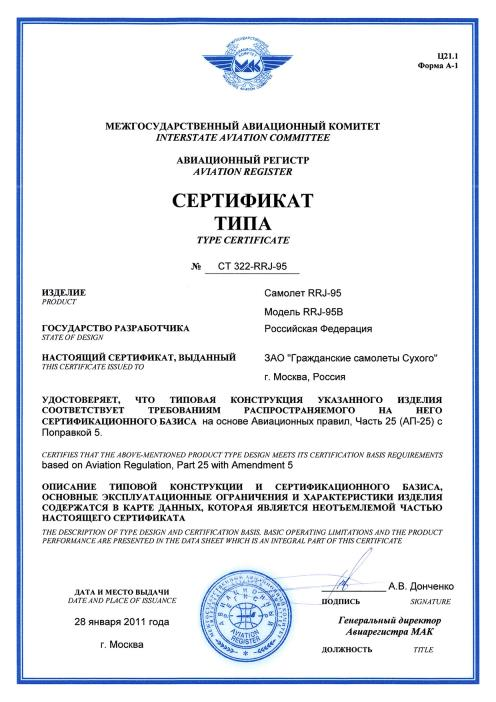 Ц21.1
Форма А-1
МАК
МЕЖГОСУДАРСТВЕННЫЙ АВИАЦИОННЫЙ КОМИТЕТ
INTERSTATE AVIATION COMMITTEE
АВИАЦИОННЫЙ РЕГИСТР
AVIATION REGISTER
СЕРТИФИКАТ
ТИПА
TYPE CERTIFICATE
№ СТ 322-RRJ-95
ИЗДЕЛИЕ Самолет RRJ-95
PRODUCT
Модель RRJ-95B
ГОСУДАРСТВО РАЗРАБОТЧИКА Российская Федерация
STATE OF DESIGN
НАСТОЯЩИЙ СЕРТИФИКАТ, ВЫДАННЫЙ ЗАО "Гражданские самолеты Сухого"
THIS CERTIFICATE ISSUED TO
г. Москва, Россия
УДОСТОВЕРЯЕТ, ЧТО ТИПОВАЯ КОНСТРУКЦИЯ УКАЗАННОГО ИЗДЕЛИЯ
СООТВЕТСТВУЕТ ТРЕБОВАНИЯМ РАСПРОСТРАНЯЕМОГО НА НЕГО
СЕРТИФИКАЦИОННОГО БАЗИСА на основе Авиационных правил, Часть 25 (АП-25) с
Поправкой 5.
CERTIFIES THAT THE ABOVE-MENTIONED PRODUCT TYPE DESIGN MEETS ITS CERTIFICATION BASIS REQUIREMENTS
based on Aviation Regulation, Part 25 with Amendment 5
ОПИСАНИЕ ТИПОВОЙ КОНСТРУКЦИИ И СЕРТИФИКАЦИОННОГО БАЗИСА,
ОСНОВНЫЕ ЭКСПЛУАТАЦИОННЫЕ ОГРАНИЧЕНИЯ И ХАРАКТЕРИСТИКИ ИЗДЕЛИЯ
СОДЕРЖАТСЯ В КАРТЕ ДАННЫХ, КОТОРАЯ ЯВЛЯЕТСЯ НЕОТЪЕМЛЕМОЙ ЧАСТЬЮ
НАСТОЯЩЕГО СЕРТИФИКАТА
THE DESCRIPTION OF TYPE DESIGN AND CERTIFICATION BASIS, BASIC OPERATING LIMITATIONS AND THE PRODUCT
PERFORMANCE ARE PRESENTED IN THE DATA SHEET WHICH IS AN INTEGRAL PART OF THIS CERTIFICATE
А.В. Донченко
ДАТА И МЕСТО ВЫДАЧИ
DATE AND PLACE OF ISSUANCE
ПОДПИСЬ SIGNATURE
28 января 2011 года
Генеральный директор
Авиарегистра МАК
г. Москва
ДОЛЖНОСТЬ TITLE
AVIATION
REGISTER